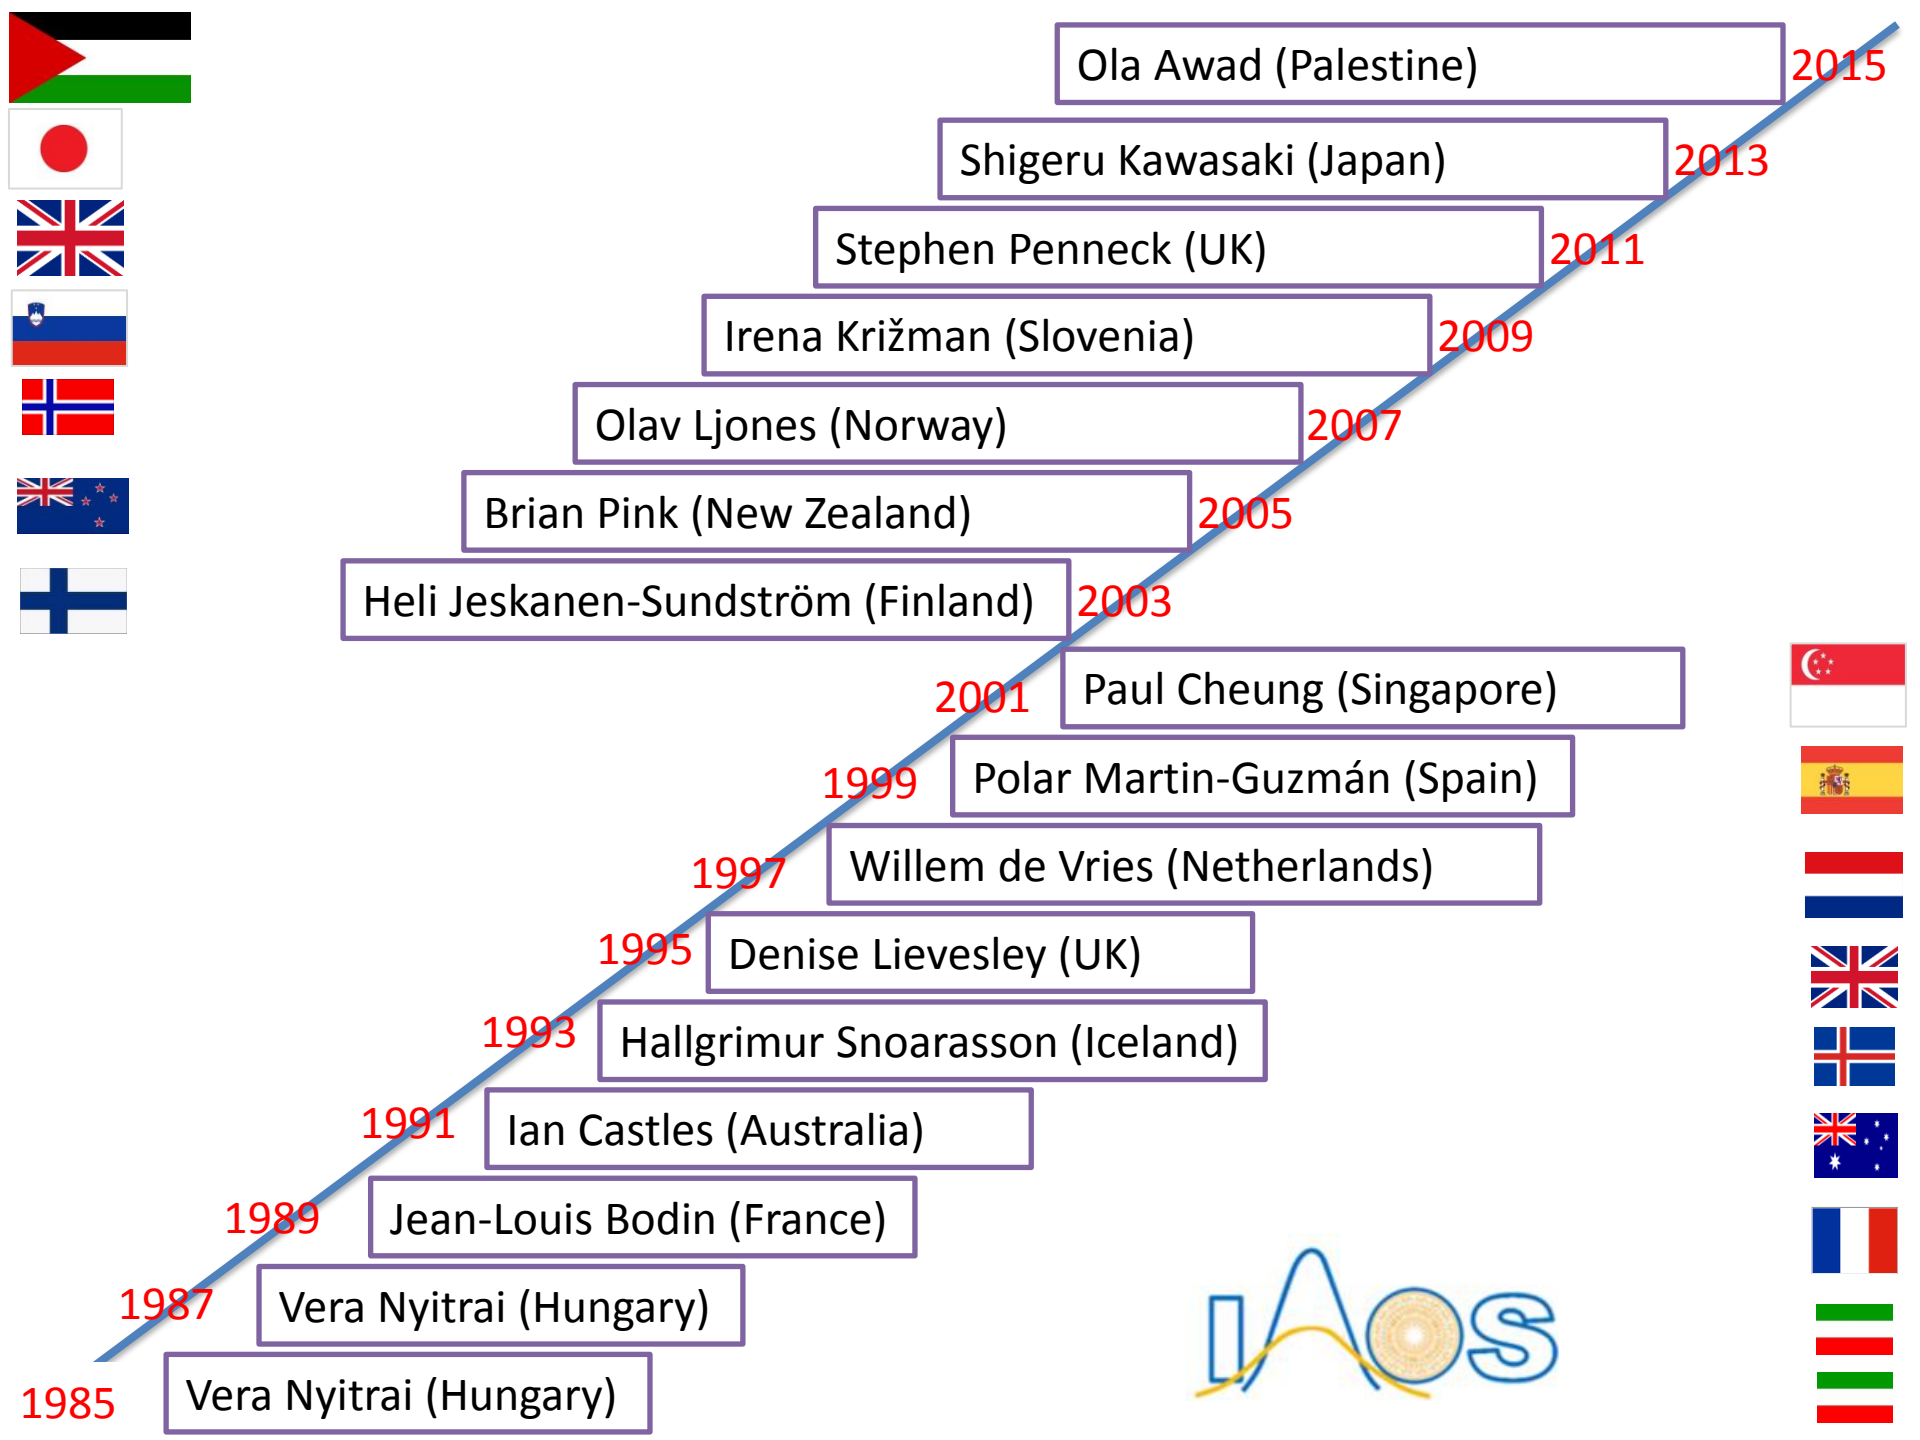 Ola Awad (Palestine) 2015
Shigeru Kawasaki (Japan) 2013
Stephen Penneck (UK) 2011
Irena Križman (Slovenia) 2009
Olav Ljones (Norway) 2007
Brian Pink (New Zealand) 2005
Heli Jeskanen-Sundström (Finland) 2003
2001 Paul Cheung (Singapore)
1999 Polar Martin-Guzmán (Spain)
1997 Willem de Vries (Netherlands)
1995 Denise Lievesley (UK)
1993 Hallgrimur Snoarasson (Iceland)
1991 Ian Castles (Australia)
1989 Jean-Louis Bodin (France)
1987 Vera Nyitrai (Hungary)
IAOS
1985 Vera Nyitrai (Hungary)